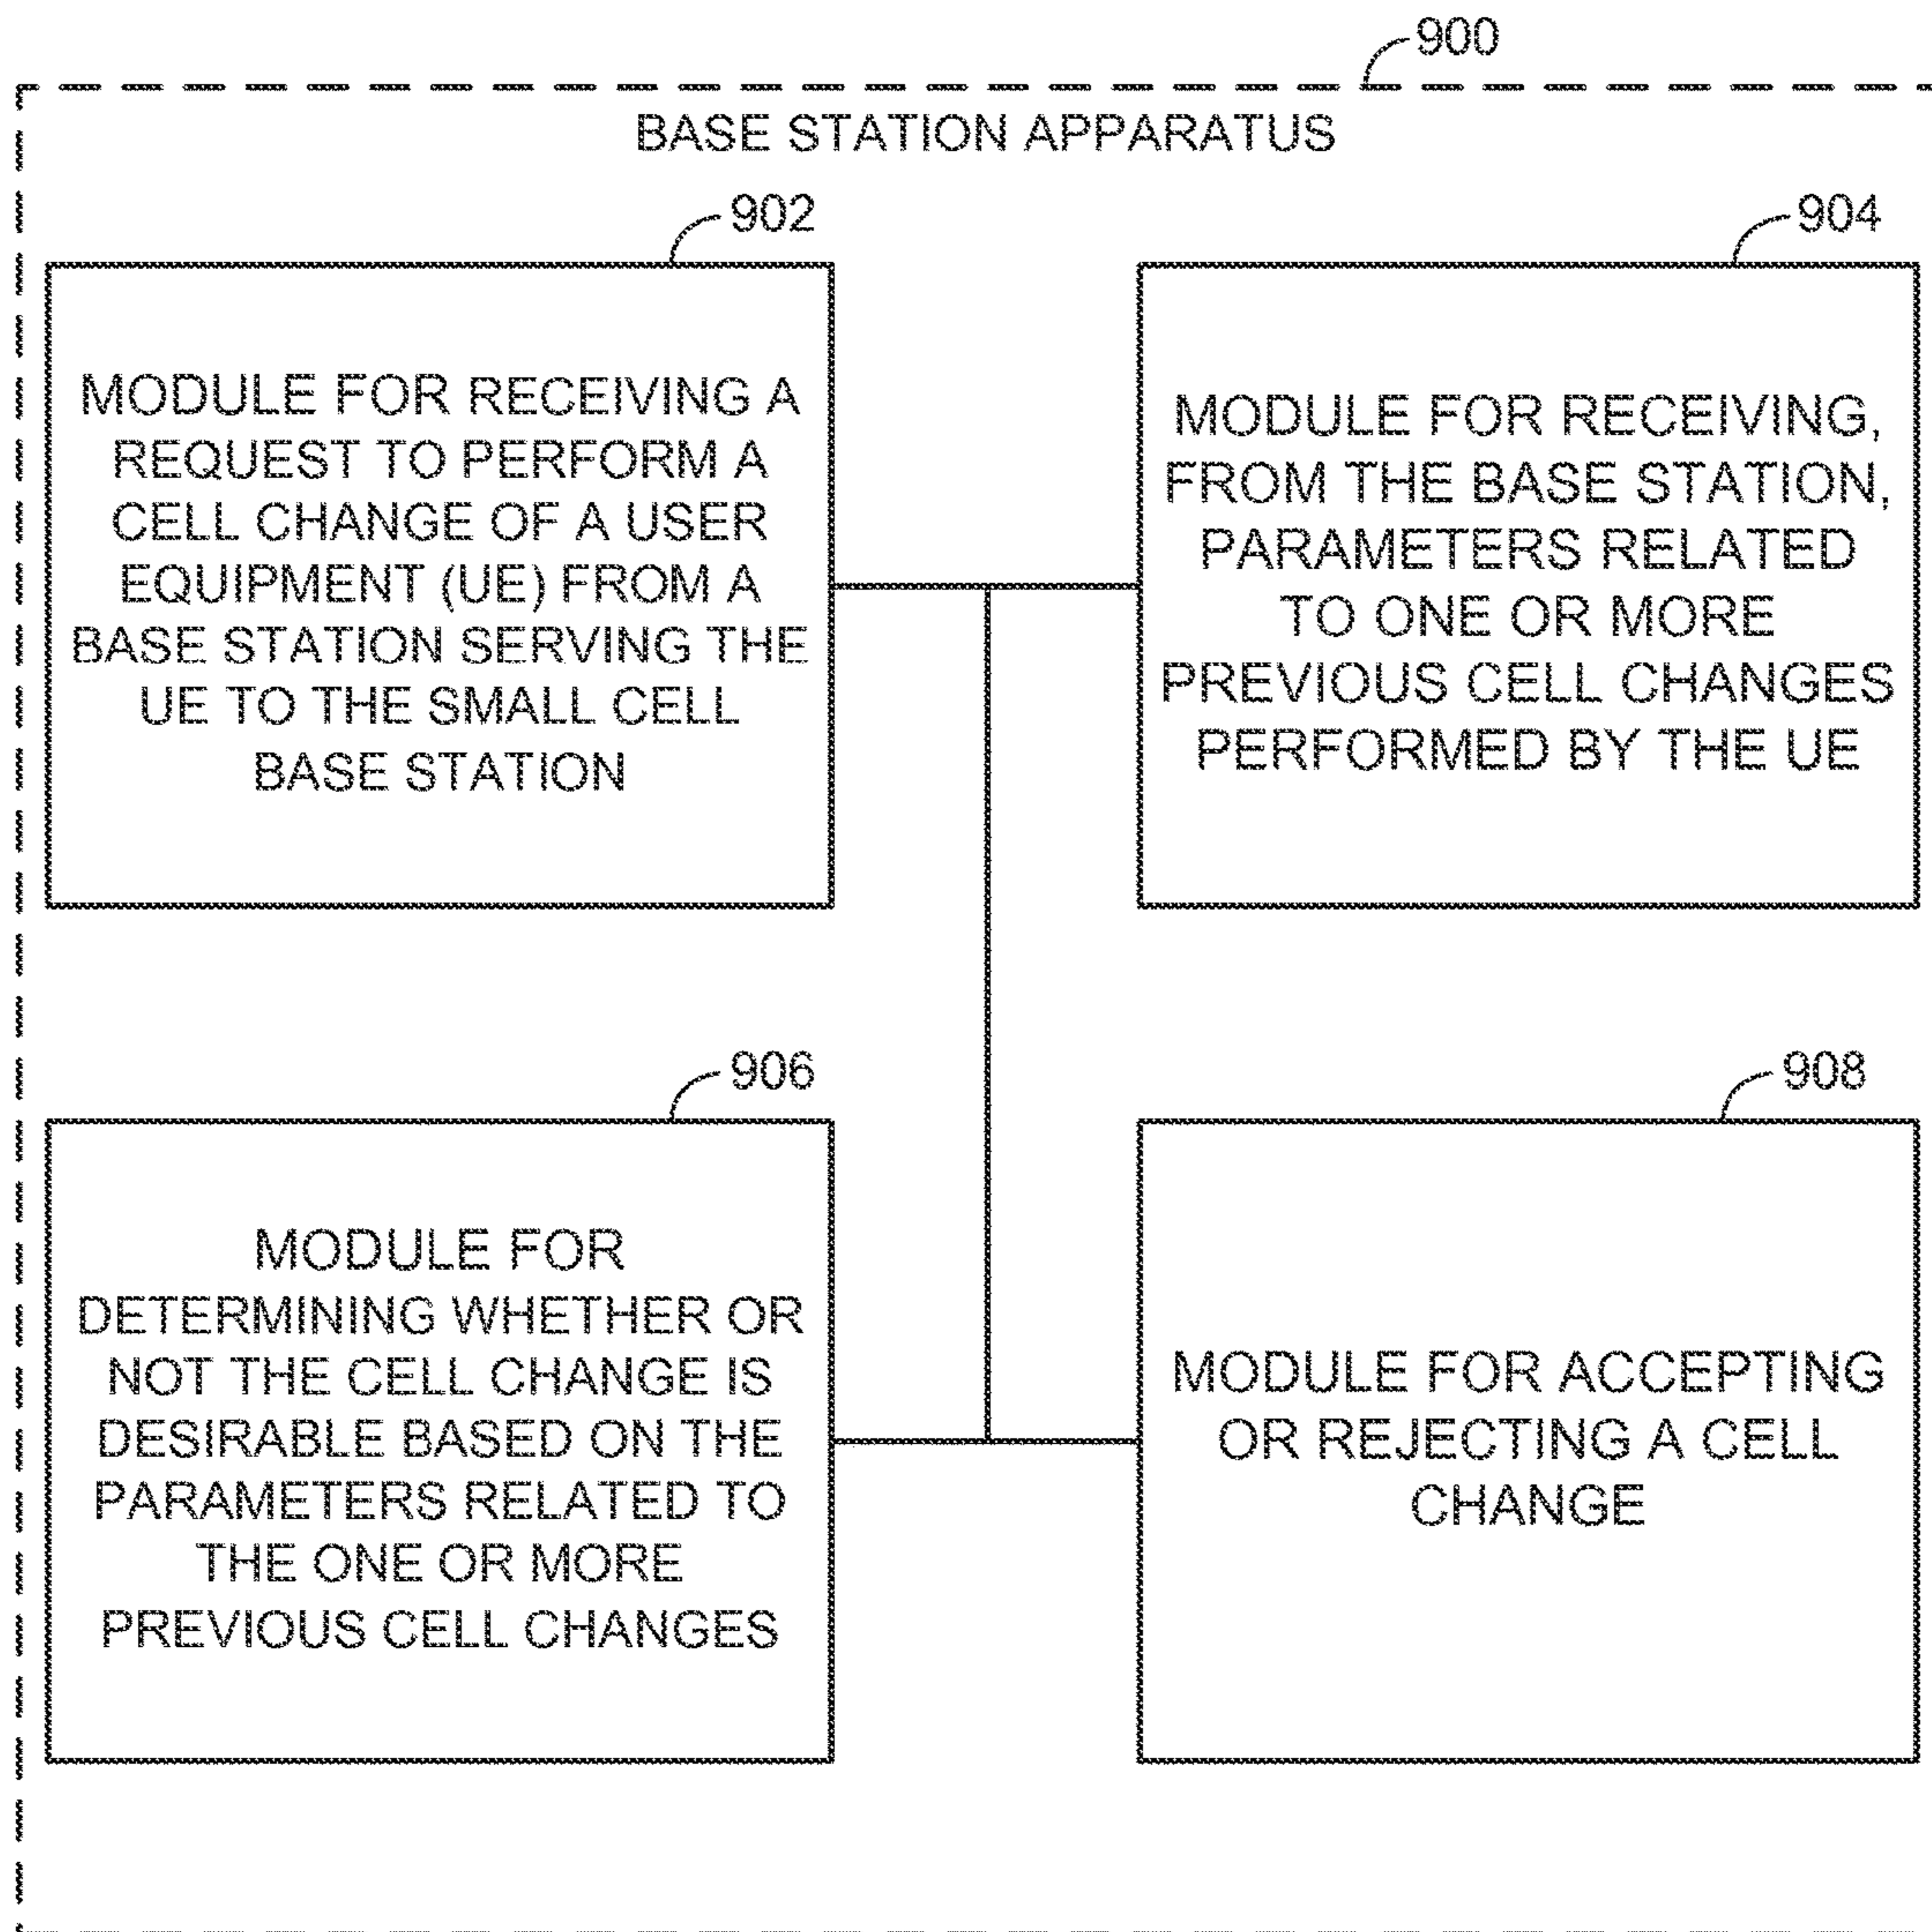 900
BASE STATION APPARATUS
902
MODULE FOR RECEIVING A
REQUEST TO PERFORM A
CELL CHANGE OF A USER
EQUIPMENT (UE) FROM A
BASE STATION SERVING THE
UE TO THE SMALL CELL
BASE STATION
904
MODULE FOR RECEIVING,
FROM THE BASE STATION,
PARAMETERS RELATED
TO ONE OR MORE
PREVIOUS CELL CHANGES
PERFORMED BY THE UE
906
MODULE FOR
DETERMINING WHETHER OR
NOT THE CELL CHANGE IS
DESIRABLE BASED ON THE
PARAMETERS RELATED TO
THE ONE OR MORE
PREVIOUS CELL CHANGES
908
MODULE FOR ACCEPTING
OR REJECTING A CELL
CHANGE